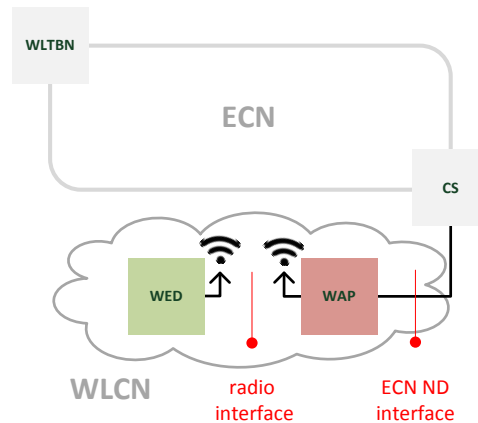 WLTBN
ECN
CS
WED
WAP
WLCN
radio
interface
ECN ND
interface